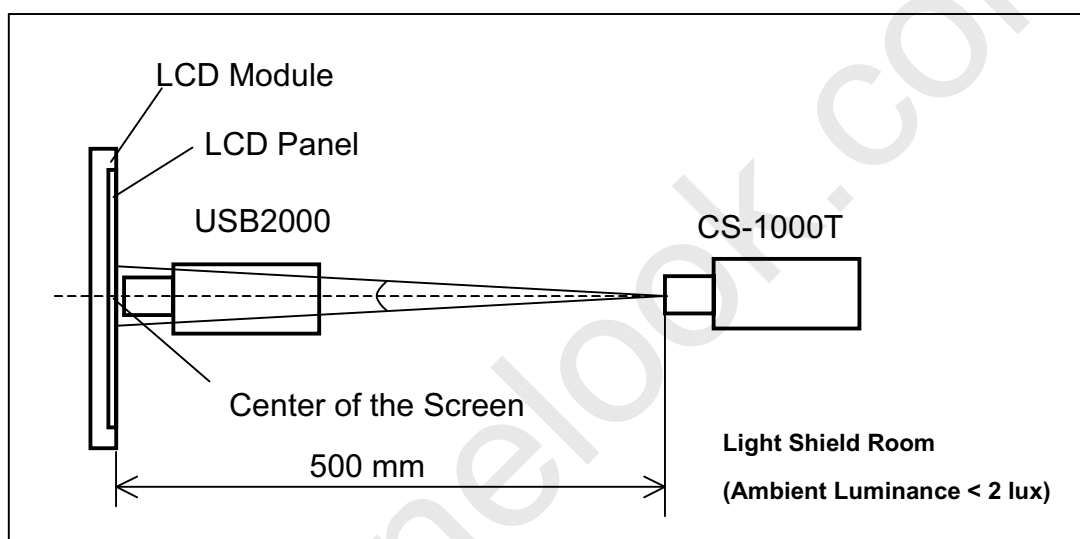 LCD Module
LCD Panel
USB2000
CS-1000T
Center of the Screen
500 mm
Light Shield Room
(Ambient Luminance < 2 lux)